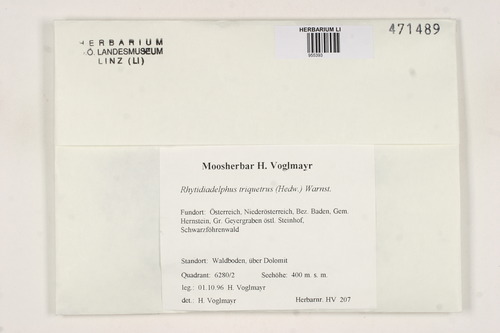 HERBARIUM
Ö. LANDESMUSEUM
LINZ (LI)
HERBARIUM LI
471489
Moosherbar H. Voglmayr
Rhytidiadelphus triquetrus (Hedw.) Warnst.
Fundort: Österreich, Niederösterreich, Bez. Baden, Gem.
Hernstein, Gr. Geyergraben östl. Steinhof,
Schwarzföhrenwald
Standort: Waldboden, über Dolomit
Quadrant: 6280/2 Seehöhe: 400 m. s. m.
leg.: 01.10.96 H. Voglmayr
det.: H. Voglmayr Herbarnr. HV 207